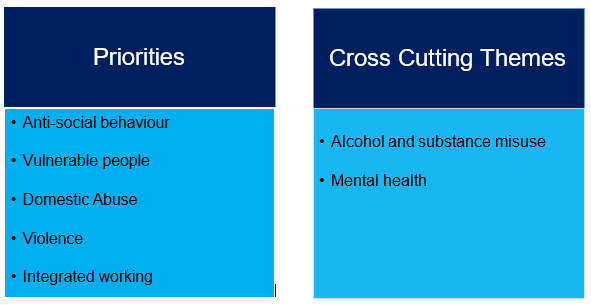 Priorities
• Anti-social behaviour
• Vulnerable people
• Domestic Abuse
• Violence
• Integrated working
Cross Cutting Themes
• Alcohol and substance misuse
• Mental health